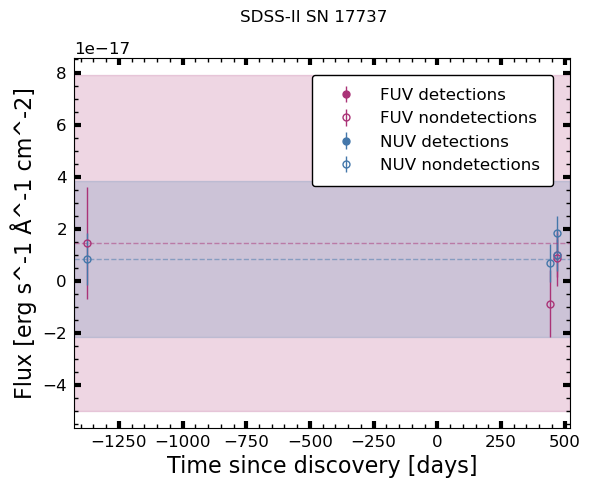 SDSS-II SN 17737
1e−17
8
6
4
2
0
−2
−4
FUV detections
FUV nondetections
NUV detections
NUV nondetections
Flux [erg s^-1 Å^-1 cm^-2]
−1250 −1000 −750 −500 −250 0 250 500
Time since discovery [days]